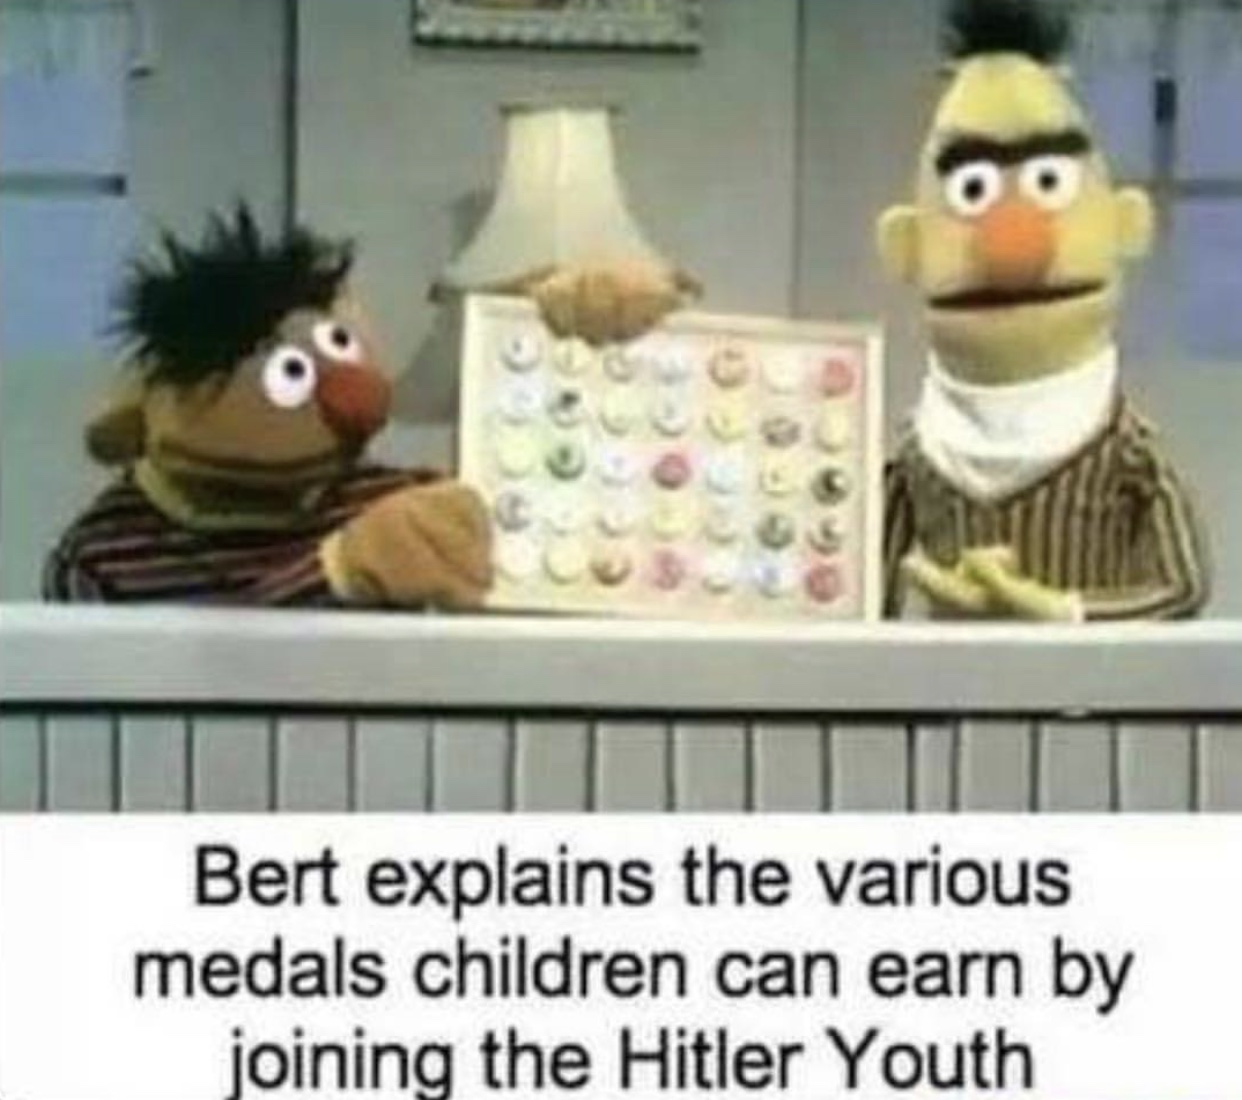 Bert explains the various
medals children can earn by
joining the Hitler Youth